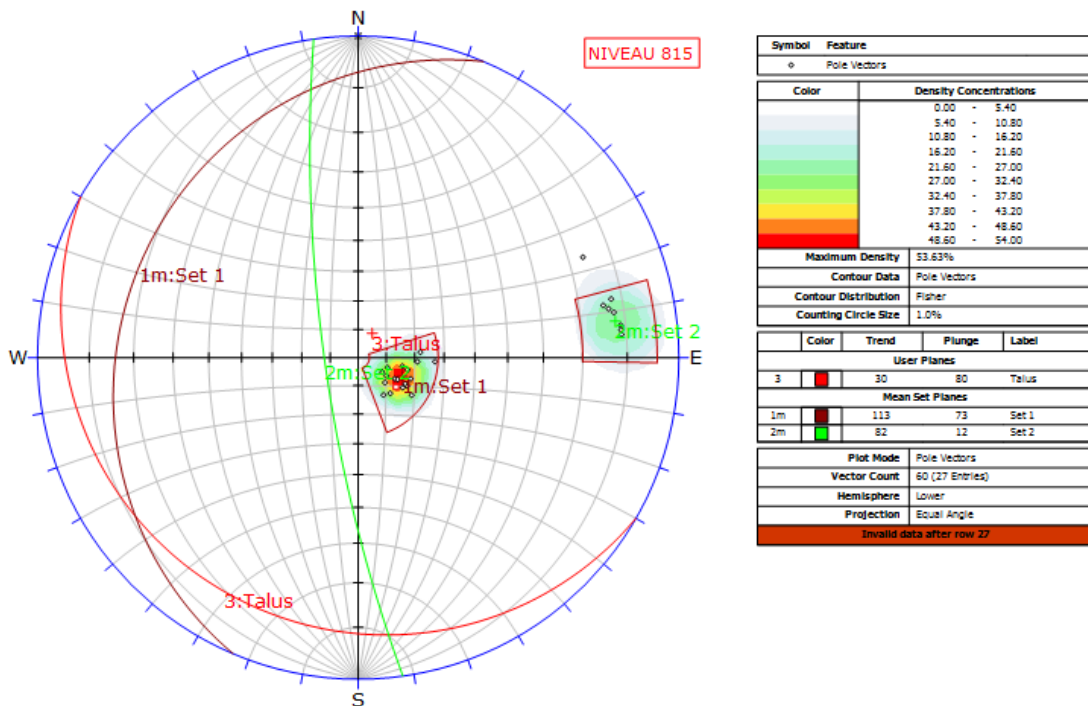 N
NIVEAU 815
1m:Set 1
W
E
3:Talus
2m:Set 2
2m:Se
1m:Set 1
3:Talus
S
Symbol Feature
Pole Vectors
Color Density Concentrations
0.00 - 5.40
5.40 - 10.80
10.80 - 16.20
16.20 - 21.60
21.60 - 27.00
27.00 - 32.40
32.40 - 37.80
37.80 - 43.20
43.20 - 48.60
48.60 - 54.00
Maximum Density 53.63%
Contour Data Pole Vectors
Contour Distribution Fisher
Counting Circle Size 1.0%
Color Trend Plunge Label
User Planes
3 30 80 Talus
Mean Set Planes
1m 113 73 Set 1
2m 82 12 Set 2
Plot Mode Pole Vectors
Vector Count 60 (27 Entries)
Hemisphere Lower
Projection Equal Angle
Invalid data after row 27